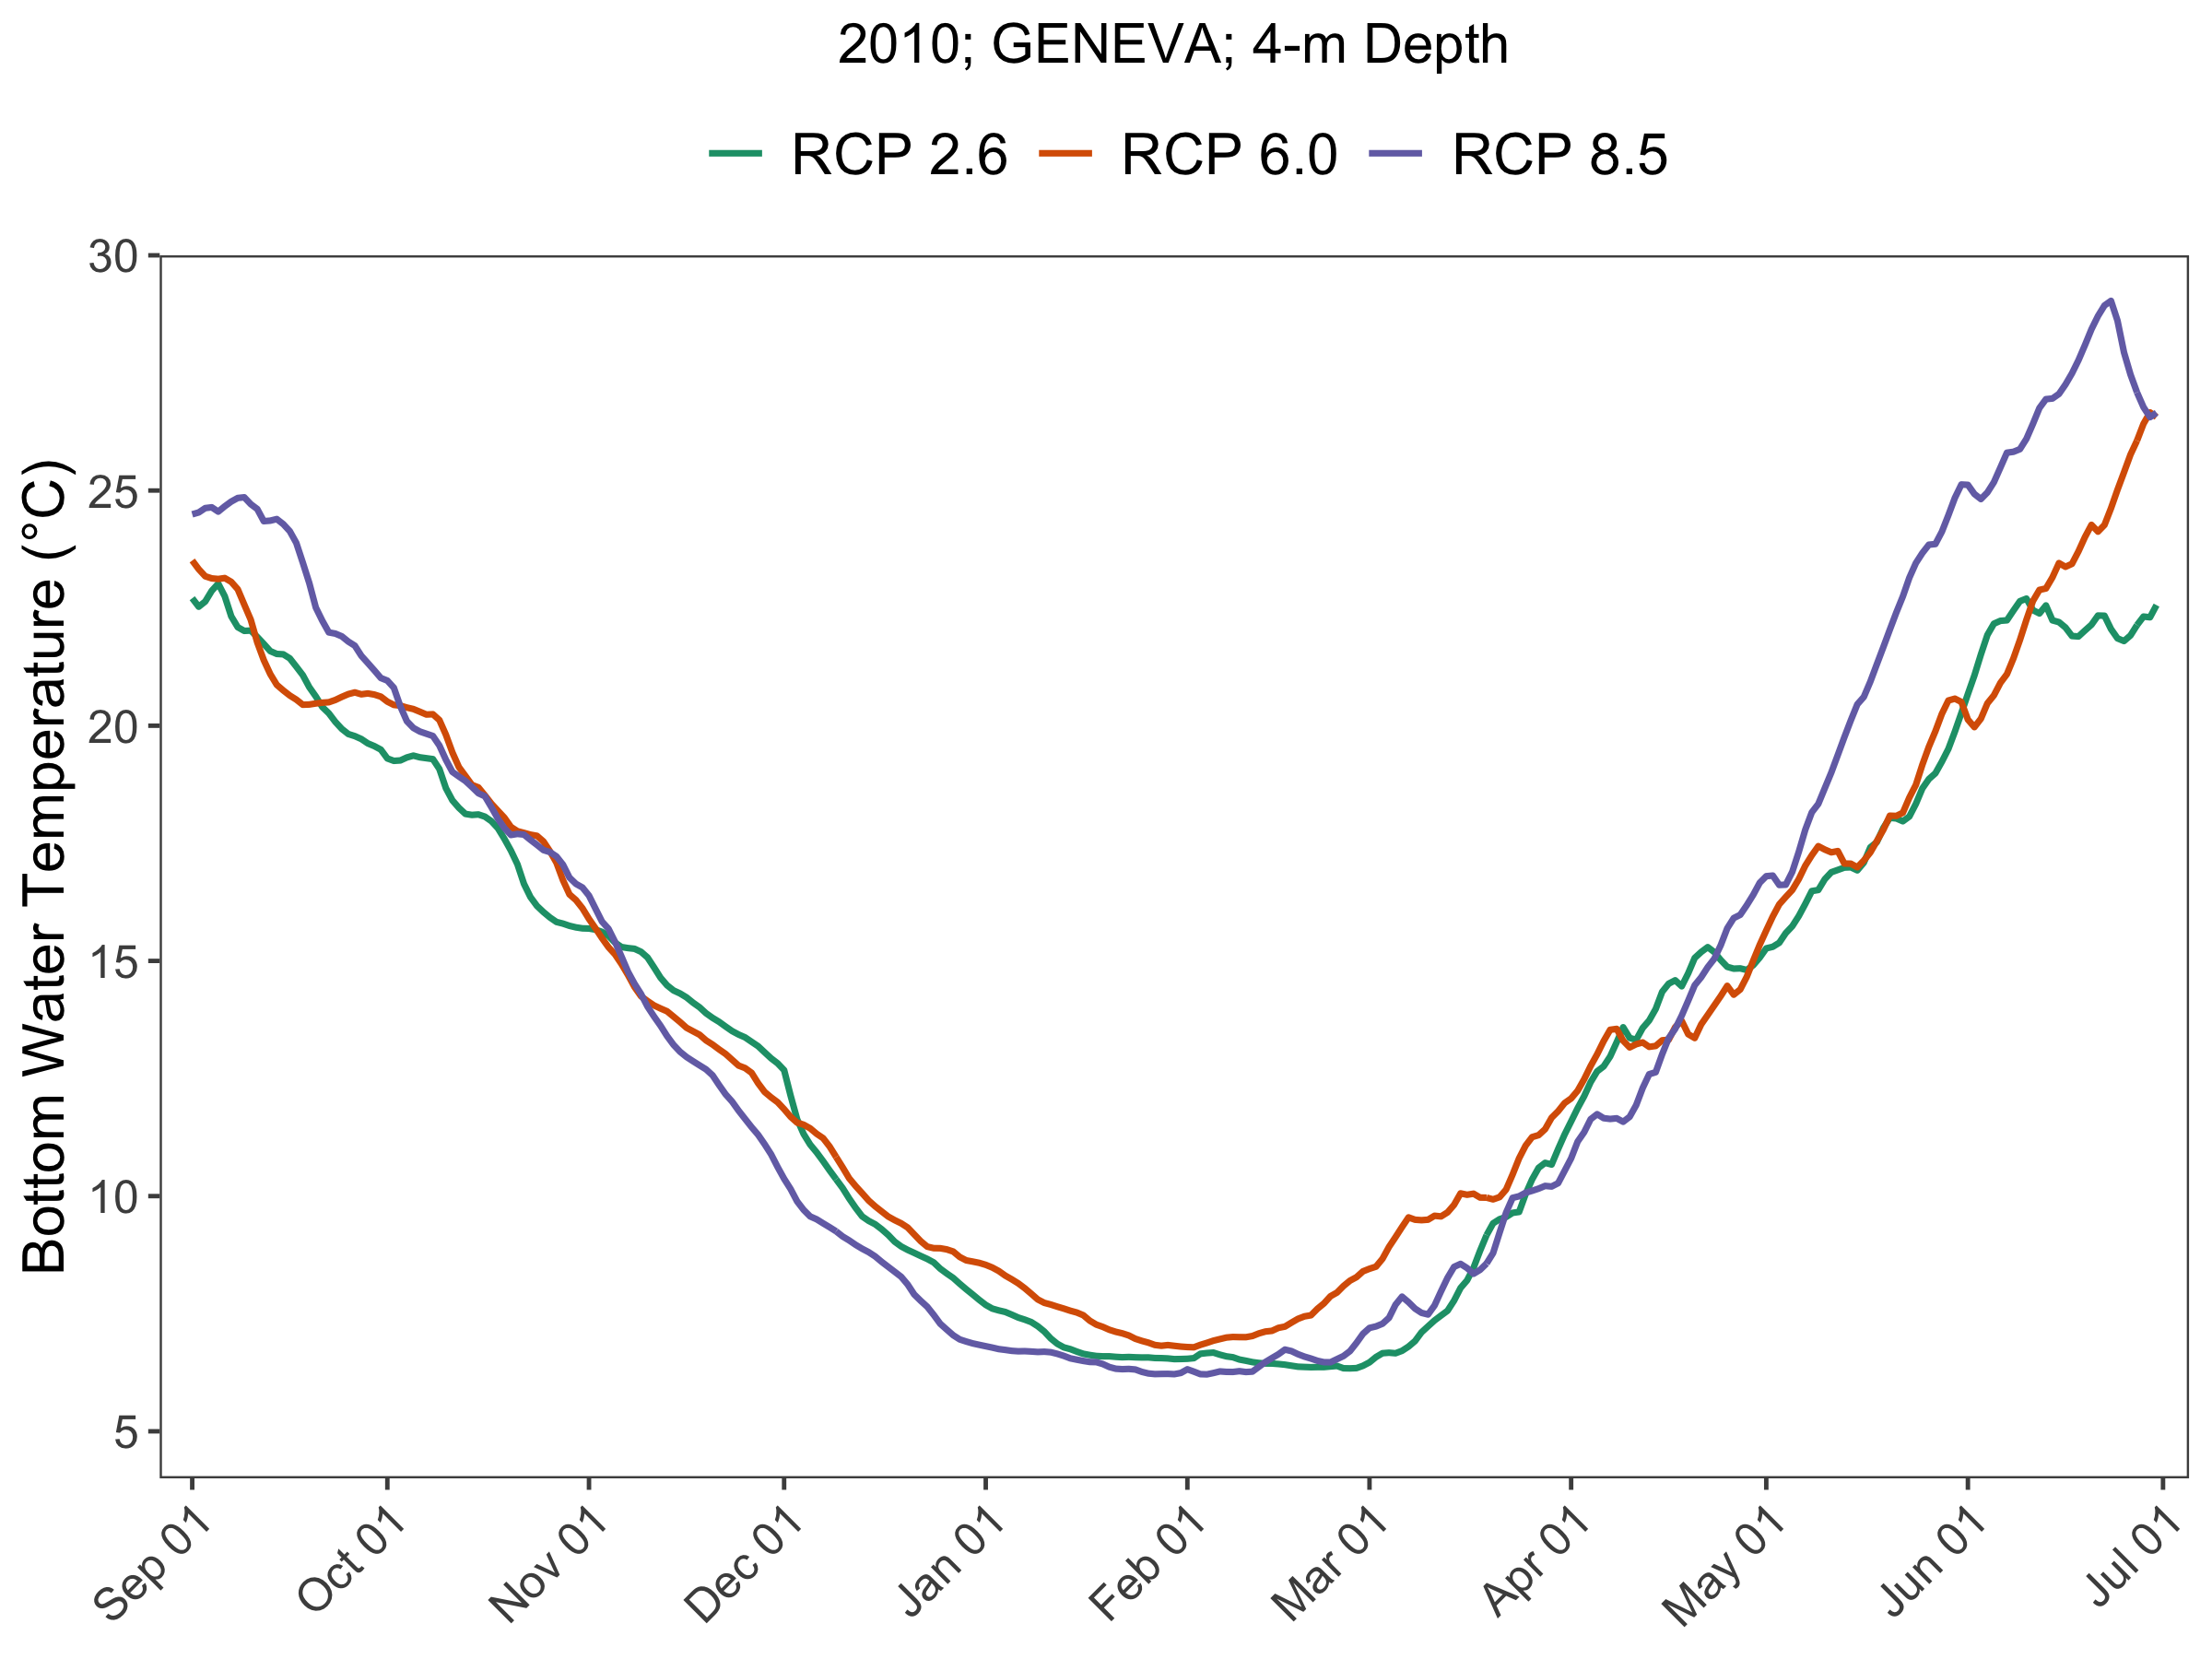 2010; GENEVA; 4-m Depth
RCP 2.6 RCP 6.0 RCP 8.5
Bottom Water Temperature (°C)
30
25
20
15
10
5
Sep 01 Oct 01 Nov 01 Dec 01 Jan 01 Feb 01 Mar 01 Apr 01 May 01 Jun 01 Jul 01